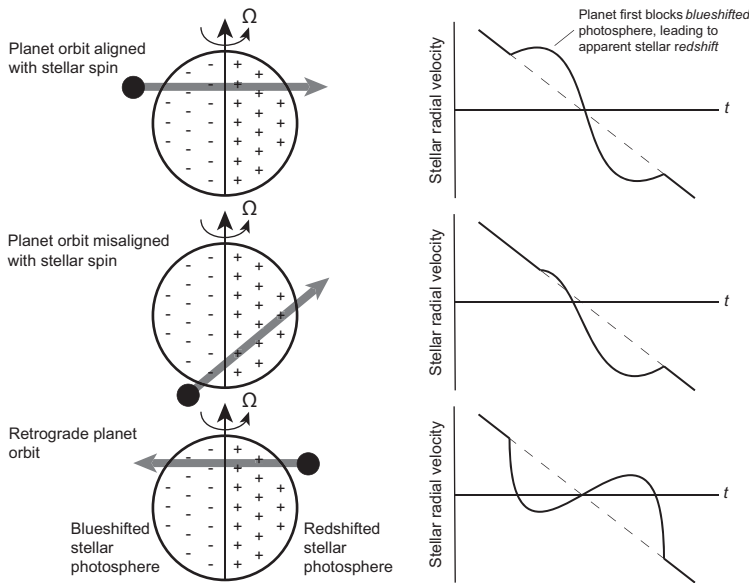 Planet orbit aligned
with stellar spin
Ω
- - - - - - - - - - - - - - - - - -
+ + + + + + + + + + + + + + + + + +
Planet first blocks blueshifted
photosphere, leading to
apparent stellar redshift
Stellar radial velocity
t
Planet orbit misaligned
with stellar spin
Ω
Stellar radial velocity
t
Retrograde planet
orbit
Ω
Blueshifted
stellar
photosphere
Redshifted
stellar
photosphere
Stellar radial velocity
t